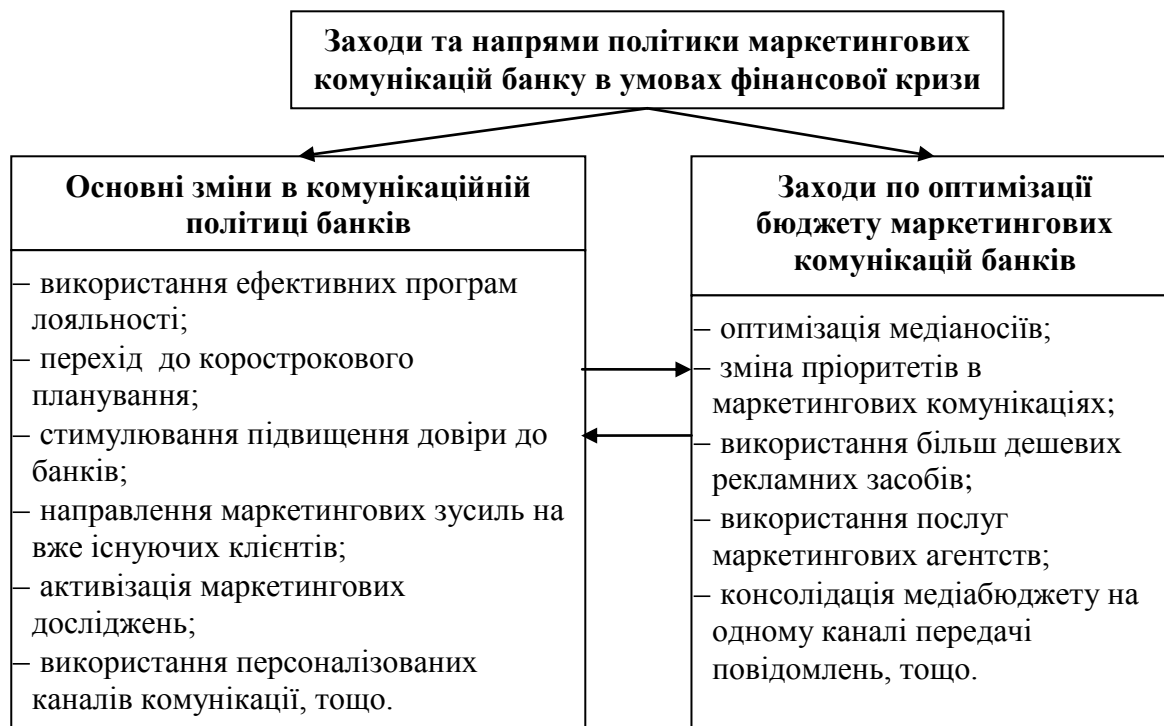 Заходи та напрями політики маркетингових
комунікацій банку в умовах фінансової кризи
Основні зміни в комунікаційній
політиці банків
– використання ефективних програм
лояльності;
– перехід до корострокового
планування;
– стимулювання підвищення довіри до
банків;
– направлення маркетингових зусиль на
вже існуючих клієнтів;
– активізація маркетингових
досліджень;
– використання персоналізованих
каналів комунікації, тощо.
Заходи по оптимізації
бюджету маркетингових
комунікацій банків
– оптимізація медіаносіїв;
– зміна пріоритетів в
маркетингових комунікаціях;
– використання більш дешевих
рекламних засобів;
– використання послуг
маркетингових агентств;
– консолідація медіабюджету на
одному каналі передачі
повідомлень, тощо.